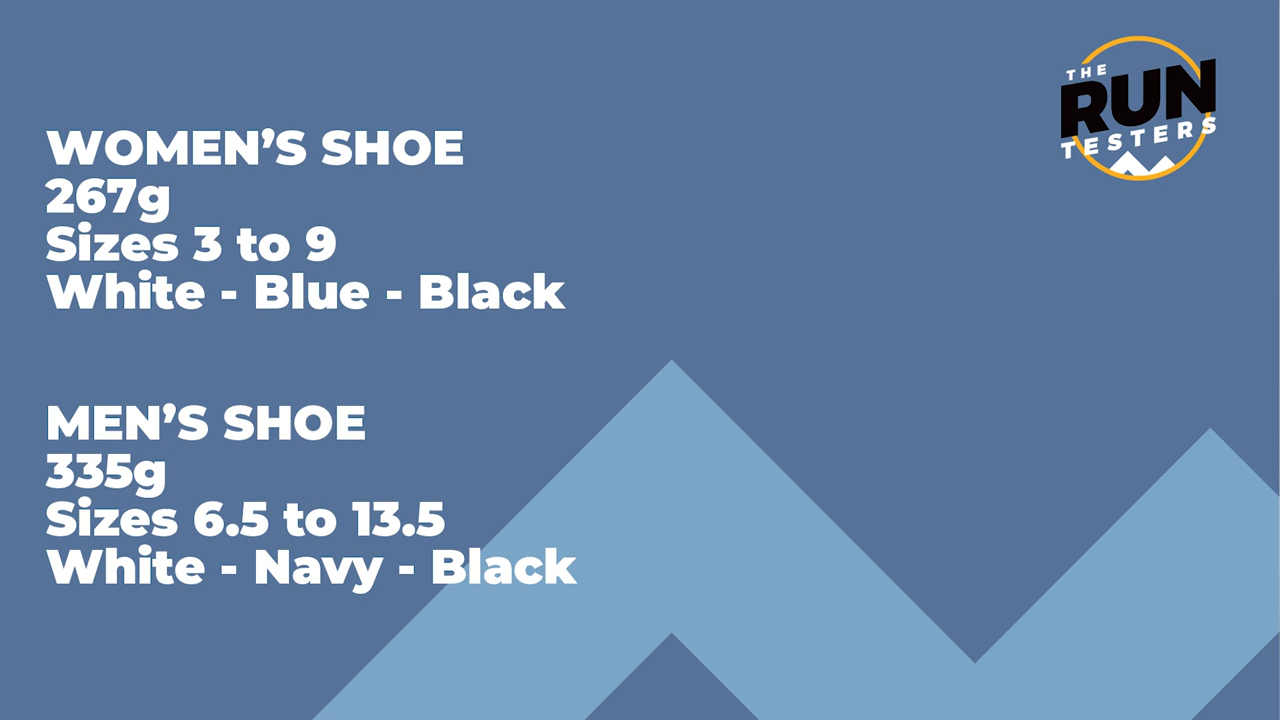 THE
RUN
TESTERS
WOMEN’S SHOE
267g
Sizes 3 to 9
White - Blue - Black
MEN’S SHOE
335g
Sizes 6.5 to 13.5
White - Navy - Black